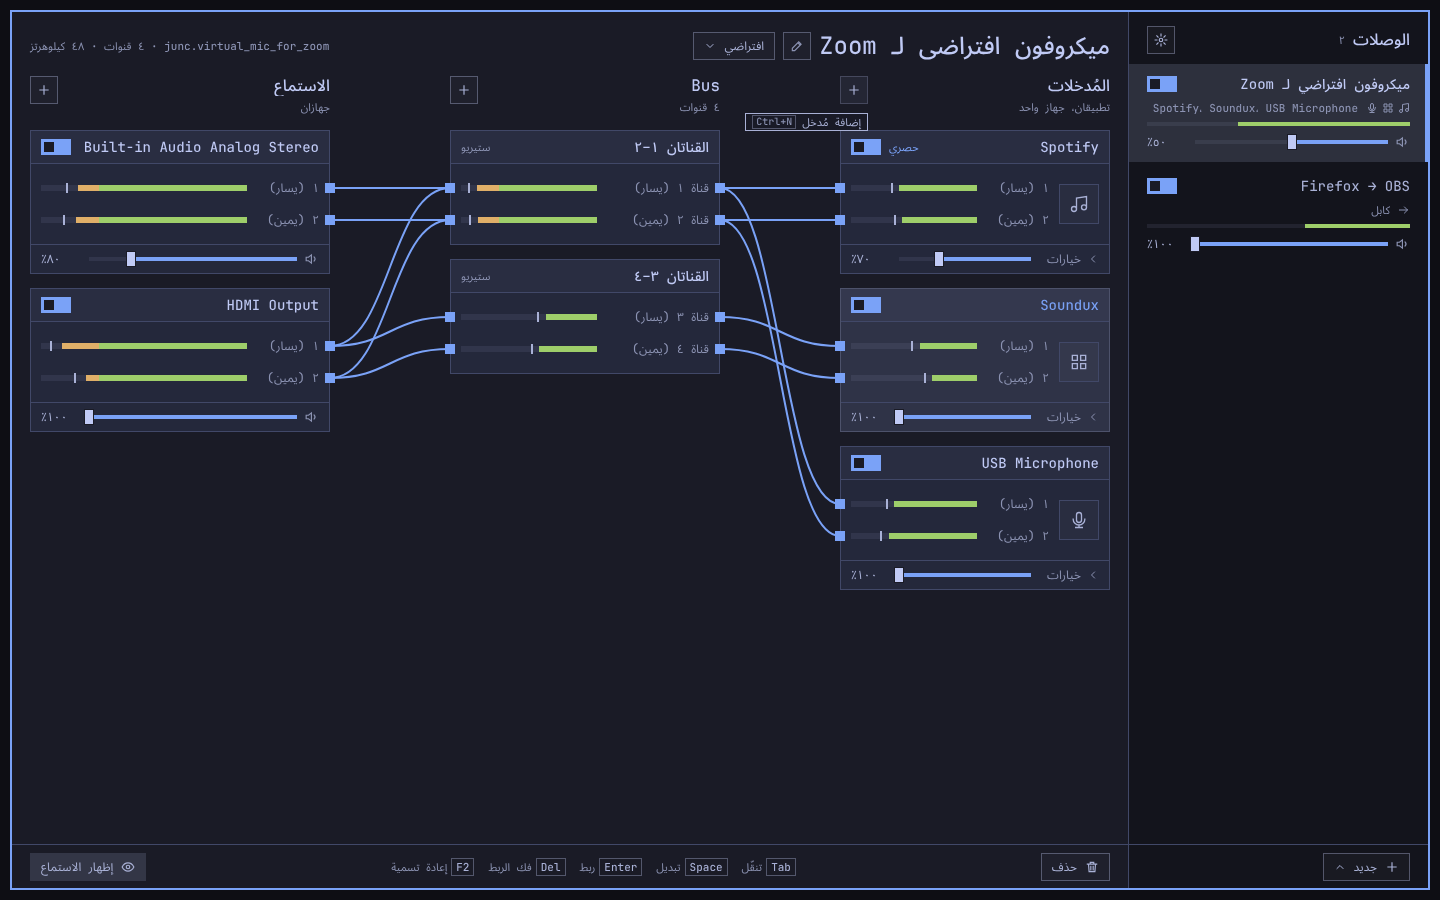 الوصلات ٢
ميكروفون افتراضي لـ Zoom
Spotify، Soundux، USB Microphone
٪٥٠
Firefox → OBS
→ كابل
٪١٠٠
جديد
ميكروفون افتراضي لـ Zoom
افتراضي
junc.virtual_mic_for_zoom · ٤ قنوات · ٤٨ كيلوهرتز
المُدخلات
تطبيقان، جهاز واحد
إضافة مُدخل Ctrl+N
Spotify
حصري
١ (يسار)
٢ (يمين)
خيارات
٪٧٠
Soundux
١ (يسار)
٢ (يمين)
خيارات
٪١٠٠
USB Microphone
١ (يسار)
٢ (يمين)
خيارات
٪١٠٠
Bus
٤ قنوات
القناتان ١-٢
ستيريو
قناة ١ (يسار)
قناة ٢ (يمين)
القناتان ٣-٤
ستيريو
قناة ٣ (يسار)
قناة ٤ (يمين)
الاستماع
جهازان
Built-in Audio Analog Stereo
١ (يسار)
٢ (يمين)
٪٨٠
HDMI Output
١ (يسار)
٢ (يمين)
٪١٠٠
حذف
Tab تنقّل Space تبديل Enter ربط Del فك الربط F2 إعادة تسمية
إظهار الاستماع